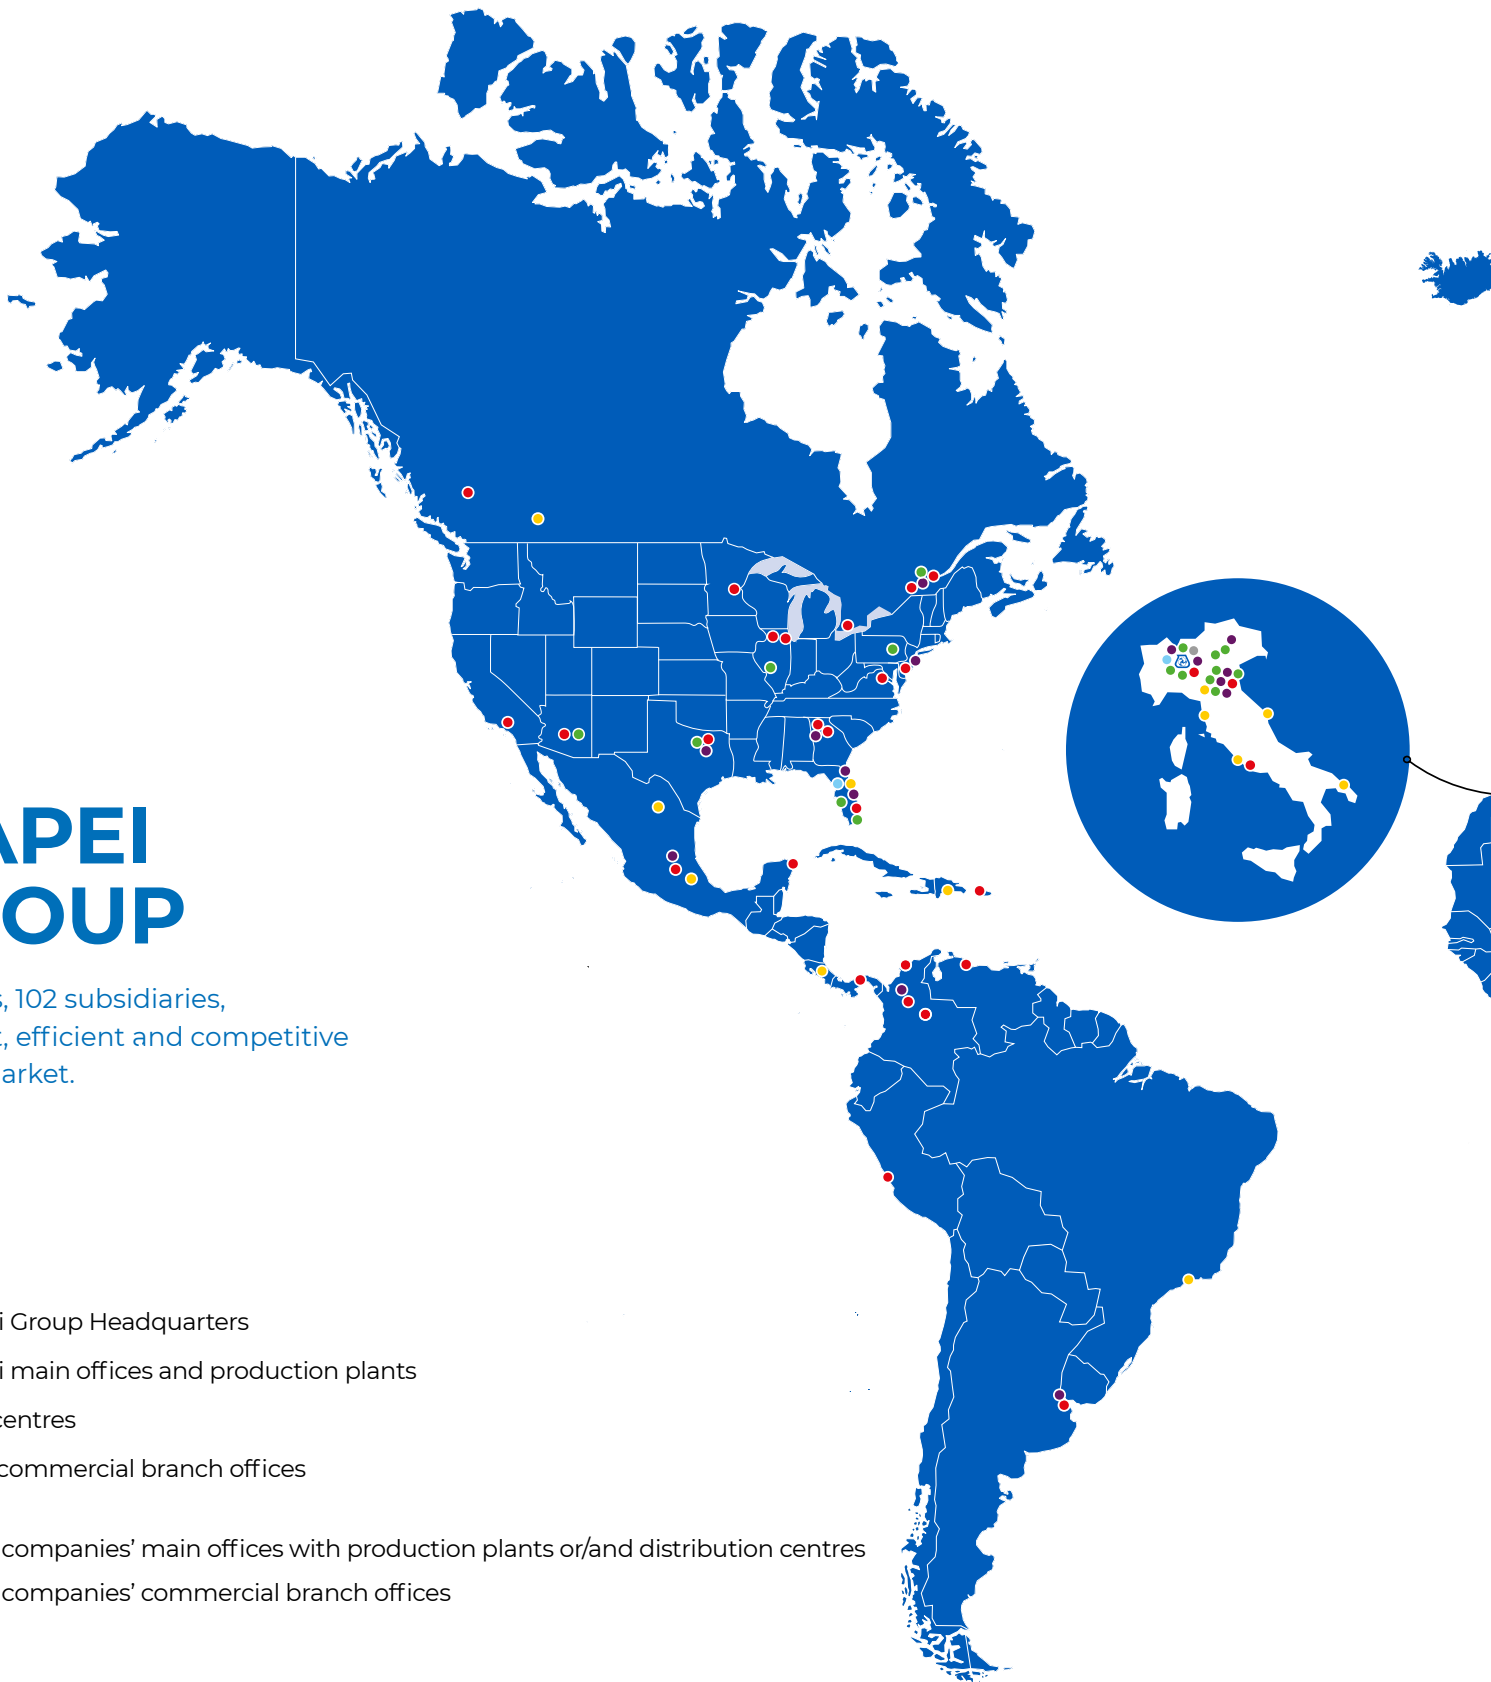 APEI
OUP
s, 102 subsidiaries,
t, efficient and competitive
arket.
i Group Headquarters
i main offices and production plants
centres
commercial branch offices
companies’ main offices with production plants or/and distribution centres
companies’ commercial branch offices